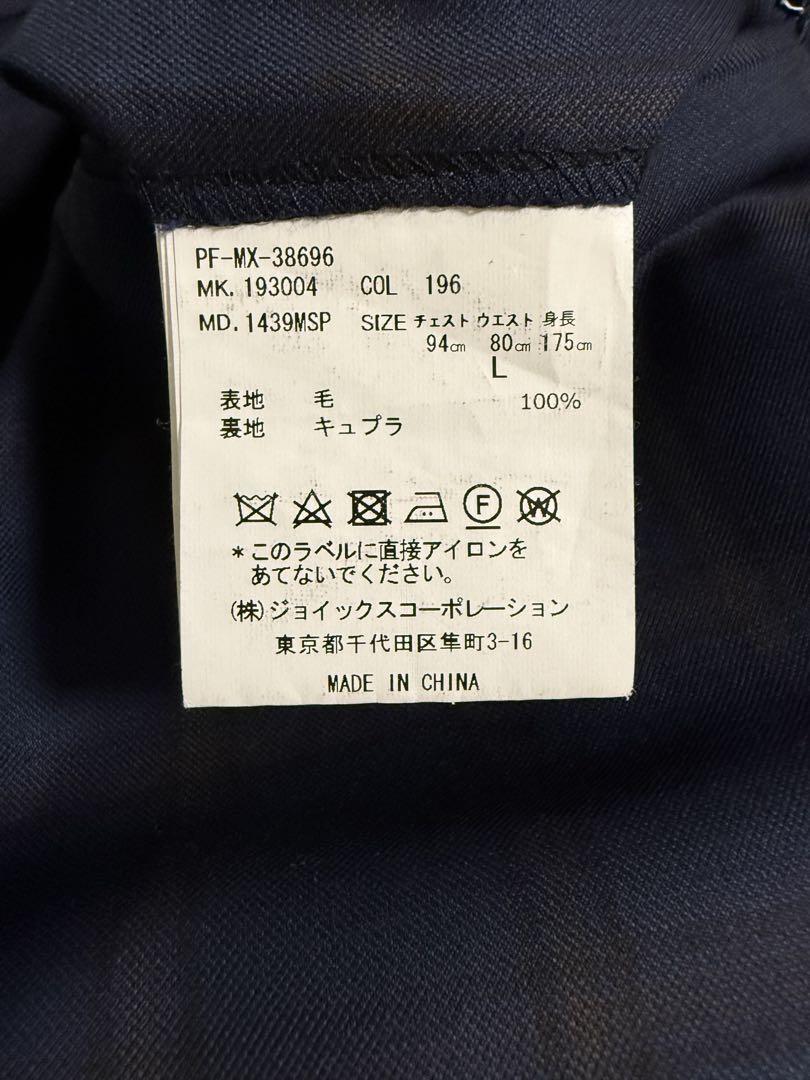 PF-MX-38696
MK. 193004 COL 196
MD. 1439MSP SIZE チェスト ウエスト 身長
94cm 80cm 175cm
L
表地 毛 100%
裏地 キュプラ
F W
*このラベルに直接アイロンを
あてないでください。
(株)ジョイックスコーポレーション
東京都千代田区隼町3-16
MADE IN CHINA